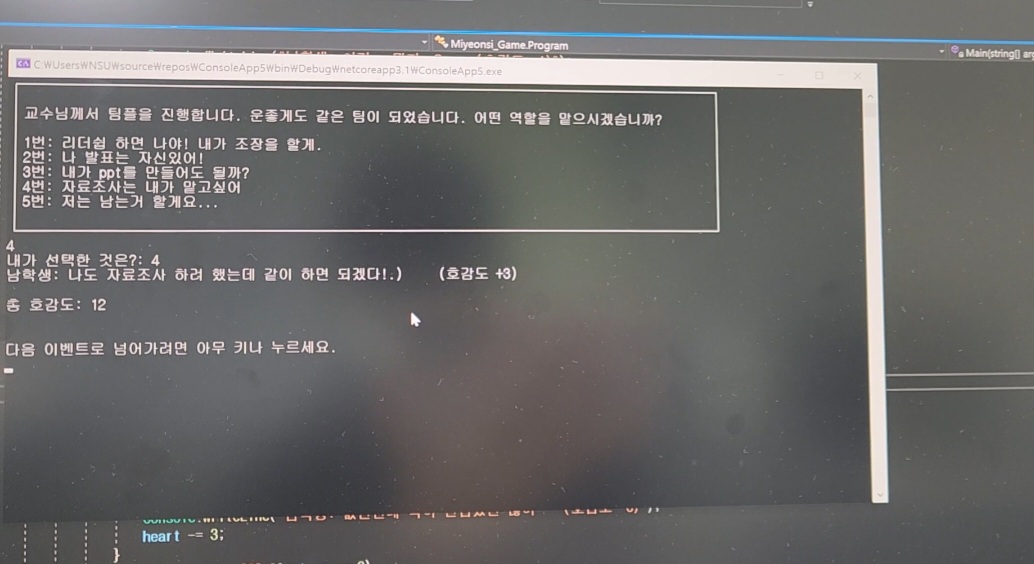 Miyeonsi_Game.Program
Main(string[] ar
C:₩Users₩NSU₩source₩repos₩ConsoleApp5₩bin₩Debug₩netcoreapp3.1₩ConsoleApp5.exe
교수님께서 팀플을 진행합니다. 운좋게도 같은 팀이 되었습니다. 어떤 역할을 맡으시겠습니까?
1번: 리더쉽 하면 나야! 내가 조장을 할게.
2번: 나 발표는 자신있어!
3번: 내가 ppt를 만들어도 될까?
4번: 자료조사는 내가 맡고싶어
5번: 저는 남는거 할게요...
4
내가 선택한 것은?: 4
남학생: 나도 자료조사 하려 했는데 같이 하면 되겠다!.) (호감도 +3)
총 호감도: 12
다음 이벤트로 넘어가려면 아무 키나 누르세요.
heart -= 3;
}